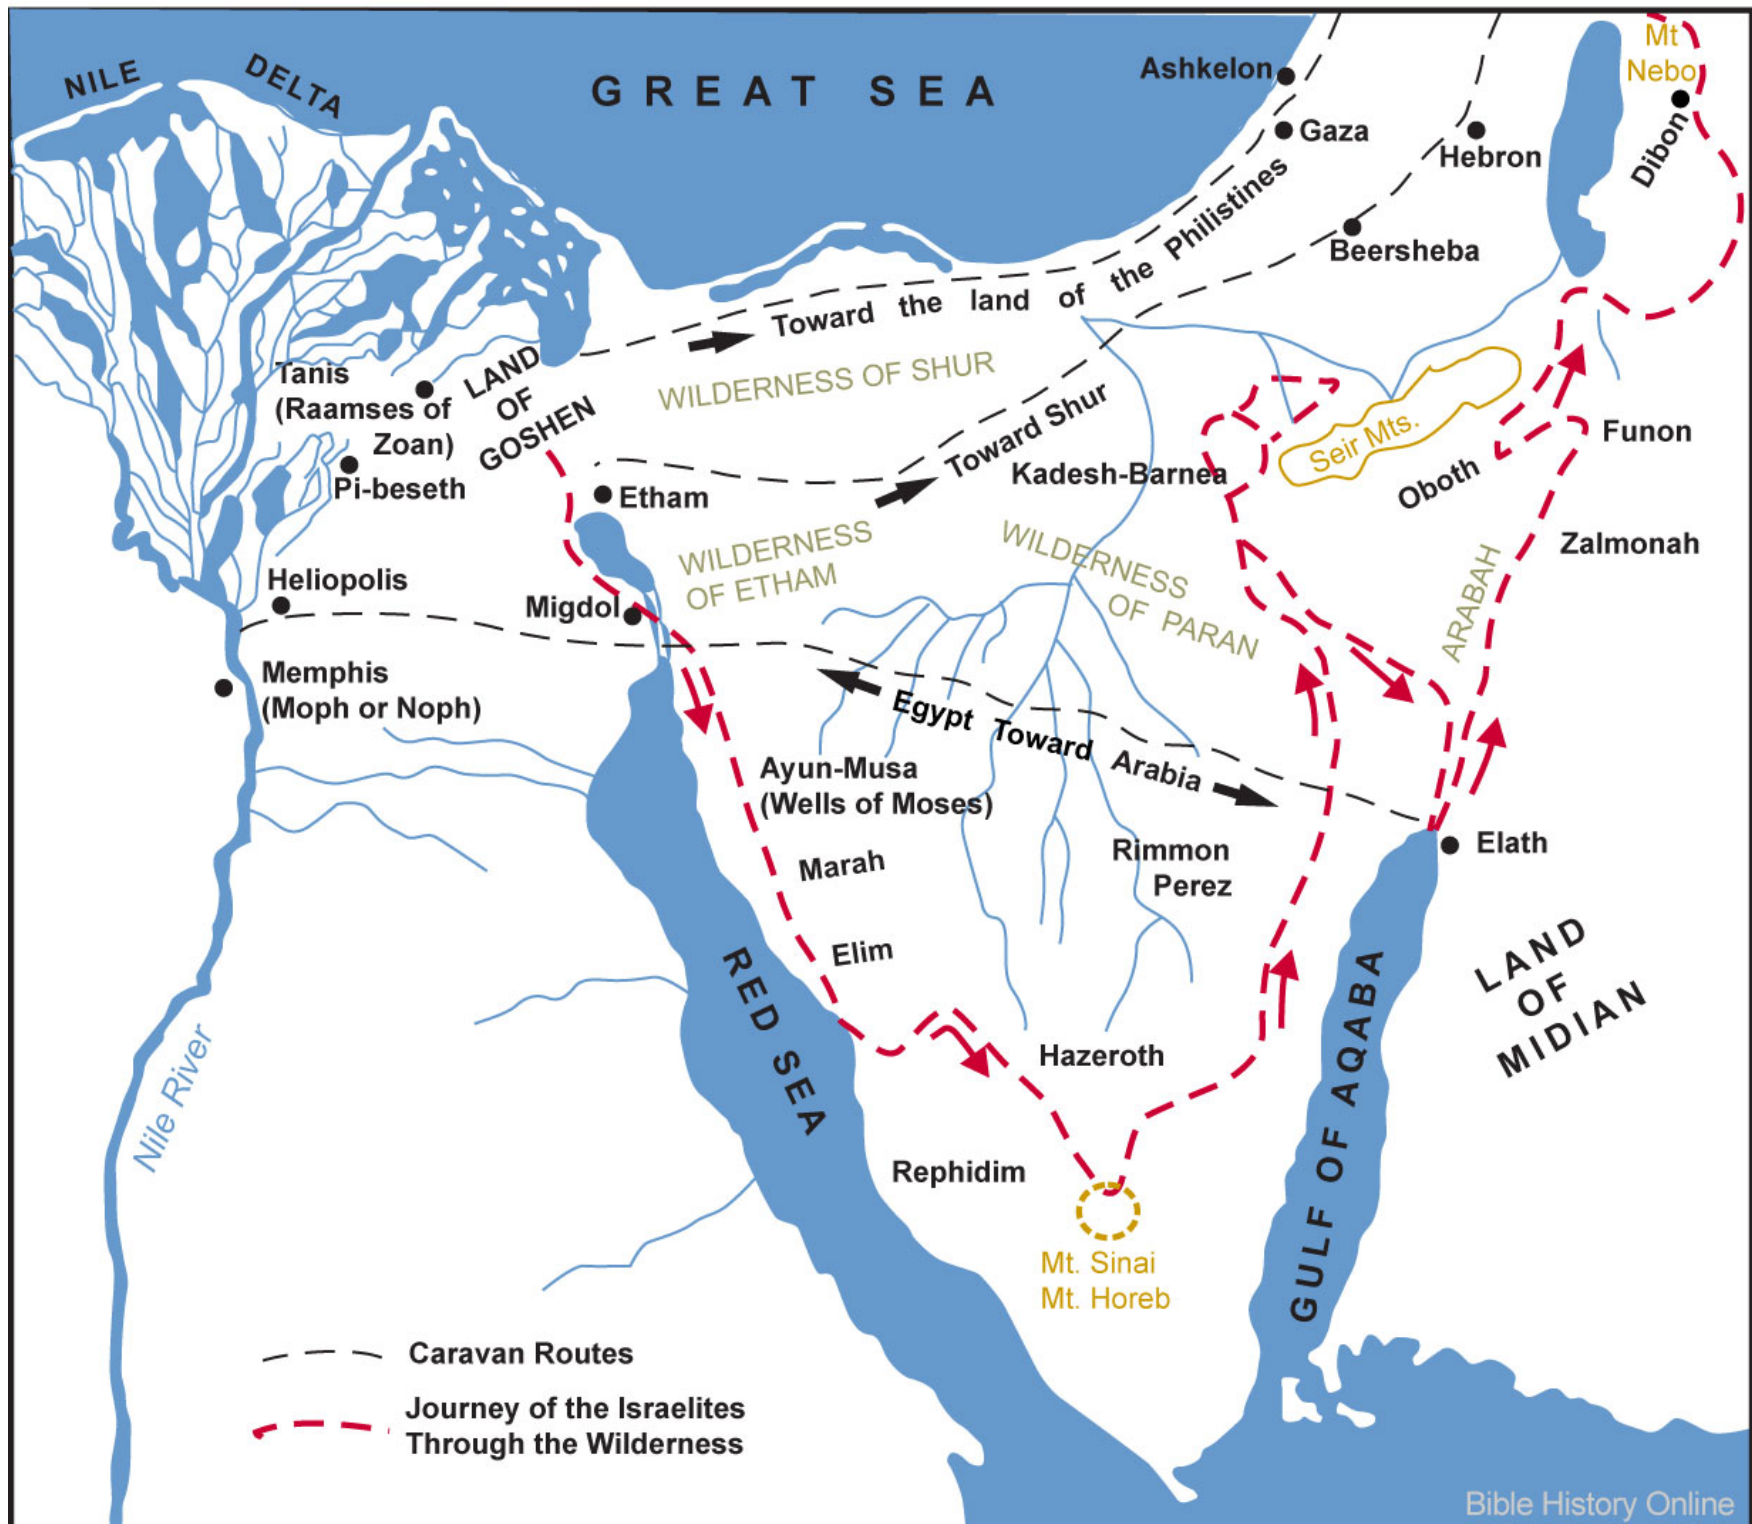 NILE DELTA
GREAT SEA
Ashkelon
Gaza
Hebron
Beersheba
Mt
Nebo
Dibon
Toward the land of the Philistines
WILDERNESS OF SHUR
Toward Shur
Tanis
(Raamses of
Zoan)
LAND
OF
GOSHEN
Pi-beseth
Etham
Kadesh-Barnea
Seir Mts.
Oboth
Funon
Zalmonah
WILDERNESS
OF ETHAM
WILDERNESS
OF PARAN
ARABAH
Heliopolis
Migdol
Memphis
(Moph or Noph)
Egypt Toward Arabia
Ayun-Musa
(Wells of Moses)
Marah
Elim
Rimmon
Perez
Elath
LAND
OF
MIDIAN
RED SEA
Hazeroth
GULF OF AQABA
Nile River
Rephidim
Mt. Sinai
Mt. Horeb
Caravan Routes
Journey of the Israelites
Through the Wilderness
Bible History Online